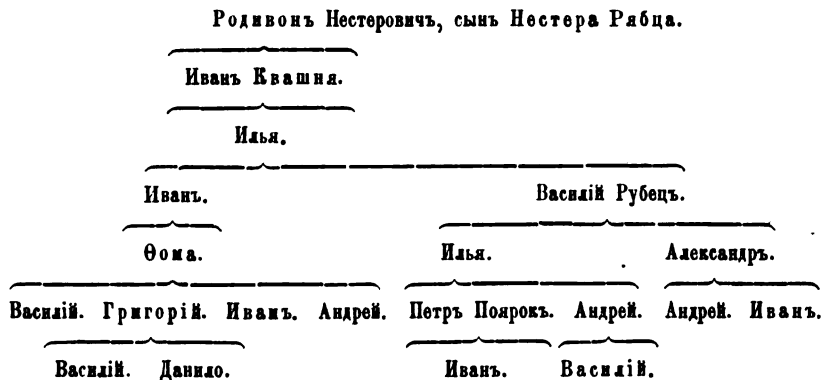 Родивонъ Нестеровичъ, сынъ Нестера Рябца.
Иванъ Квашня.
Илья.
Иванъ. Василій Рубецъ.
Ѳома. Илья. Александръ.
Василій. Григорій. Иванъ. Андрей. Петръ Поярок. Андрей. Андрей. Иванъ.
Василій. Данило. Иванъ. Василій.